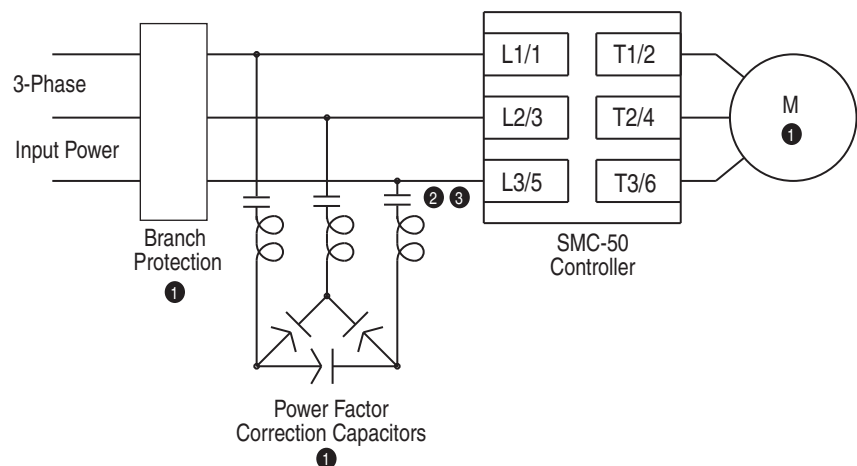 3-Phase
Input Power
Branch
Protection
❶
L1/1
T1/2
L2/3
T2/4
L3/5
T3/6
❷ ❸
SMC-50
Controller
M
❶
Power Factor
Correction Capacitors
❶